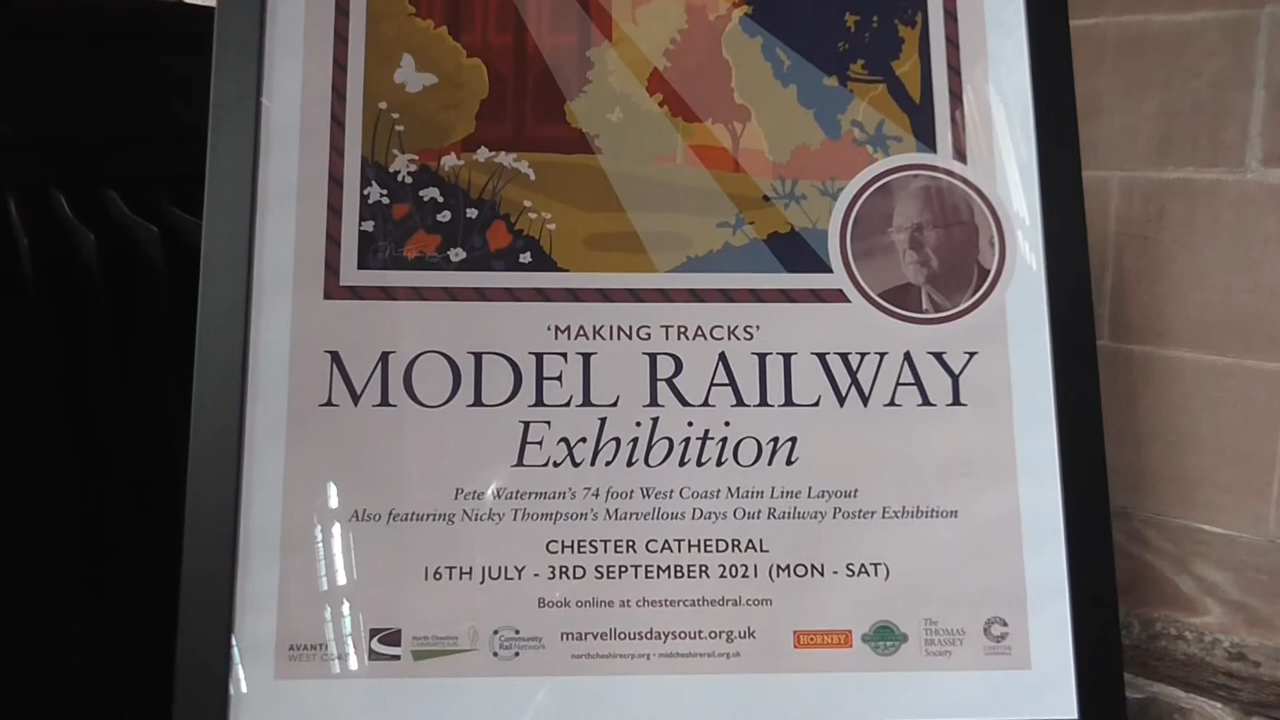 ‘MAKING TRACKS’
MODEL RAILWAY
Exhibition
Pete Waterman's 74 foot West Coast Main Line Layout
Also featuring Nicky Thompson's Marvellous Days Out Railway Poster Exhibition
CHESTER CATHEDRAL
16TH JULY - 3RD SEPTEMBER 2021 (MON - SAT)
Book online at chestercathedral.com
marvellousdaysout.org.uk
northcheshirecrp.org • midcheshirerail.org.uk
AVANTI
WEST COAST
North Cheshire
Community
Rail Network
HORNBY
The
THOMAS
BRASSEY
Society